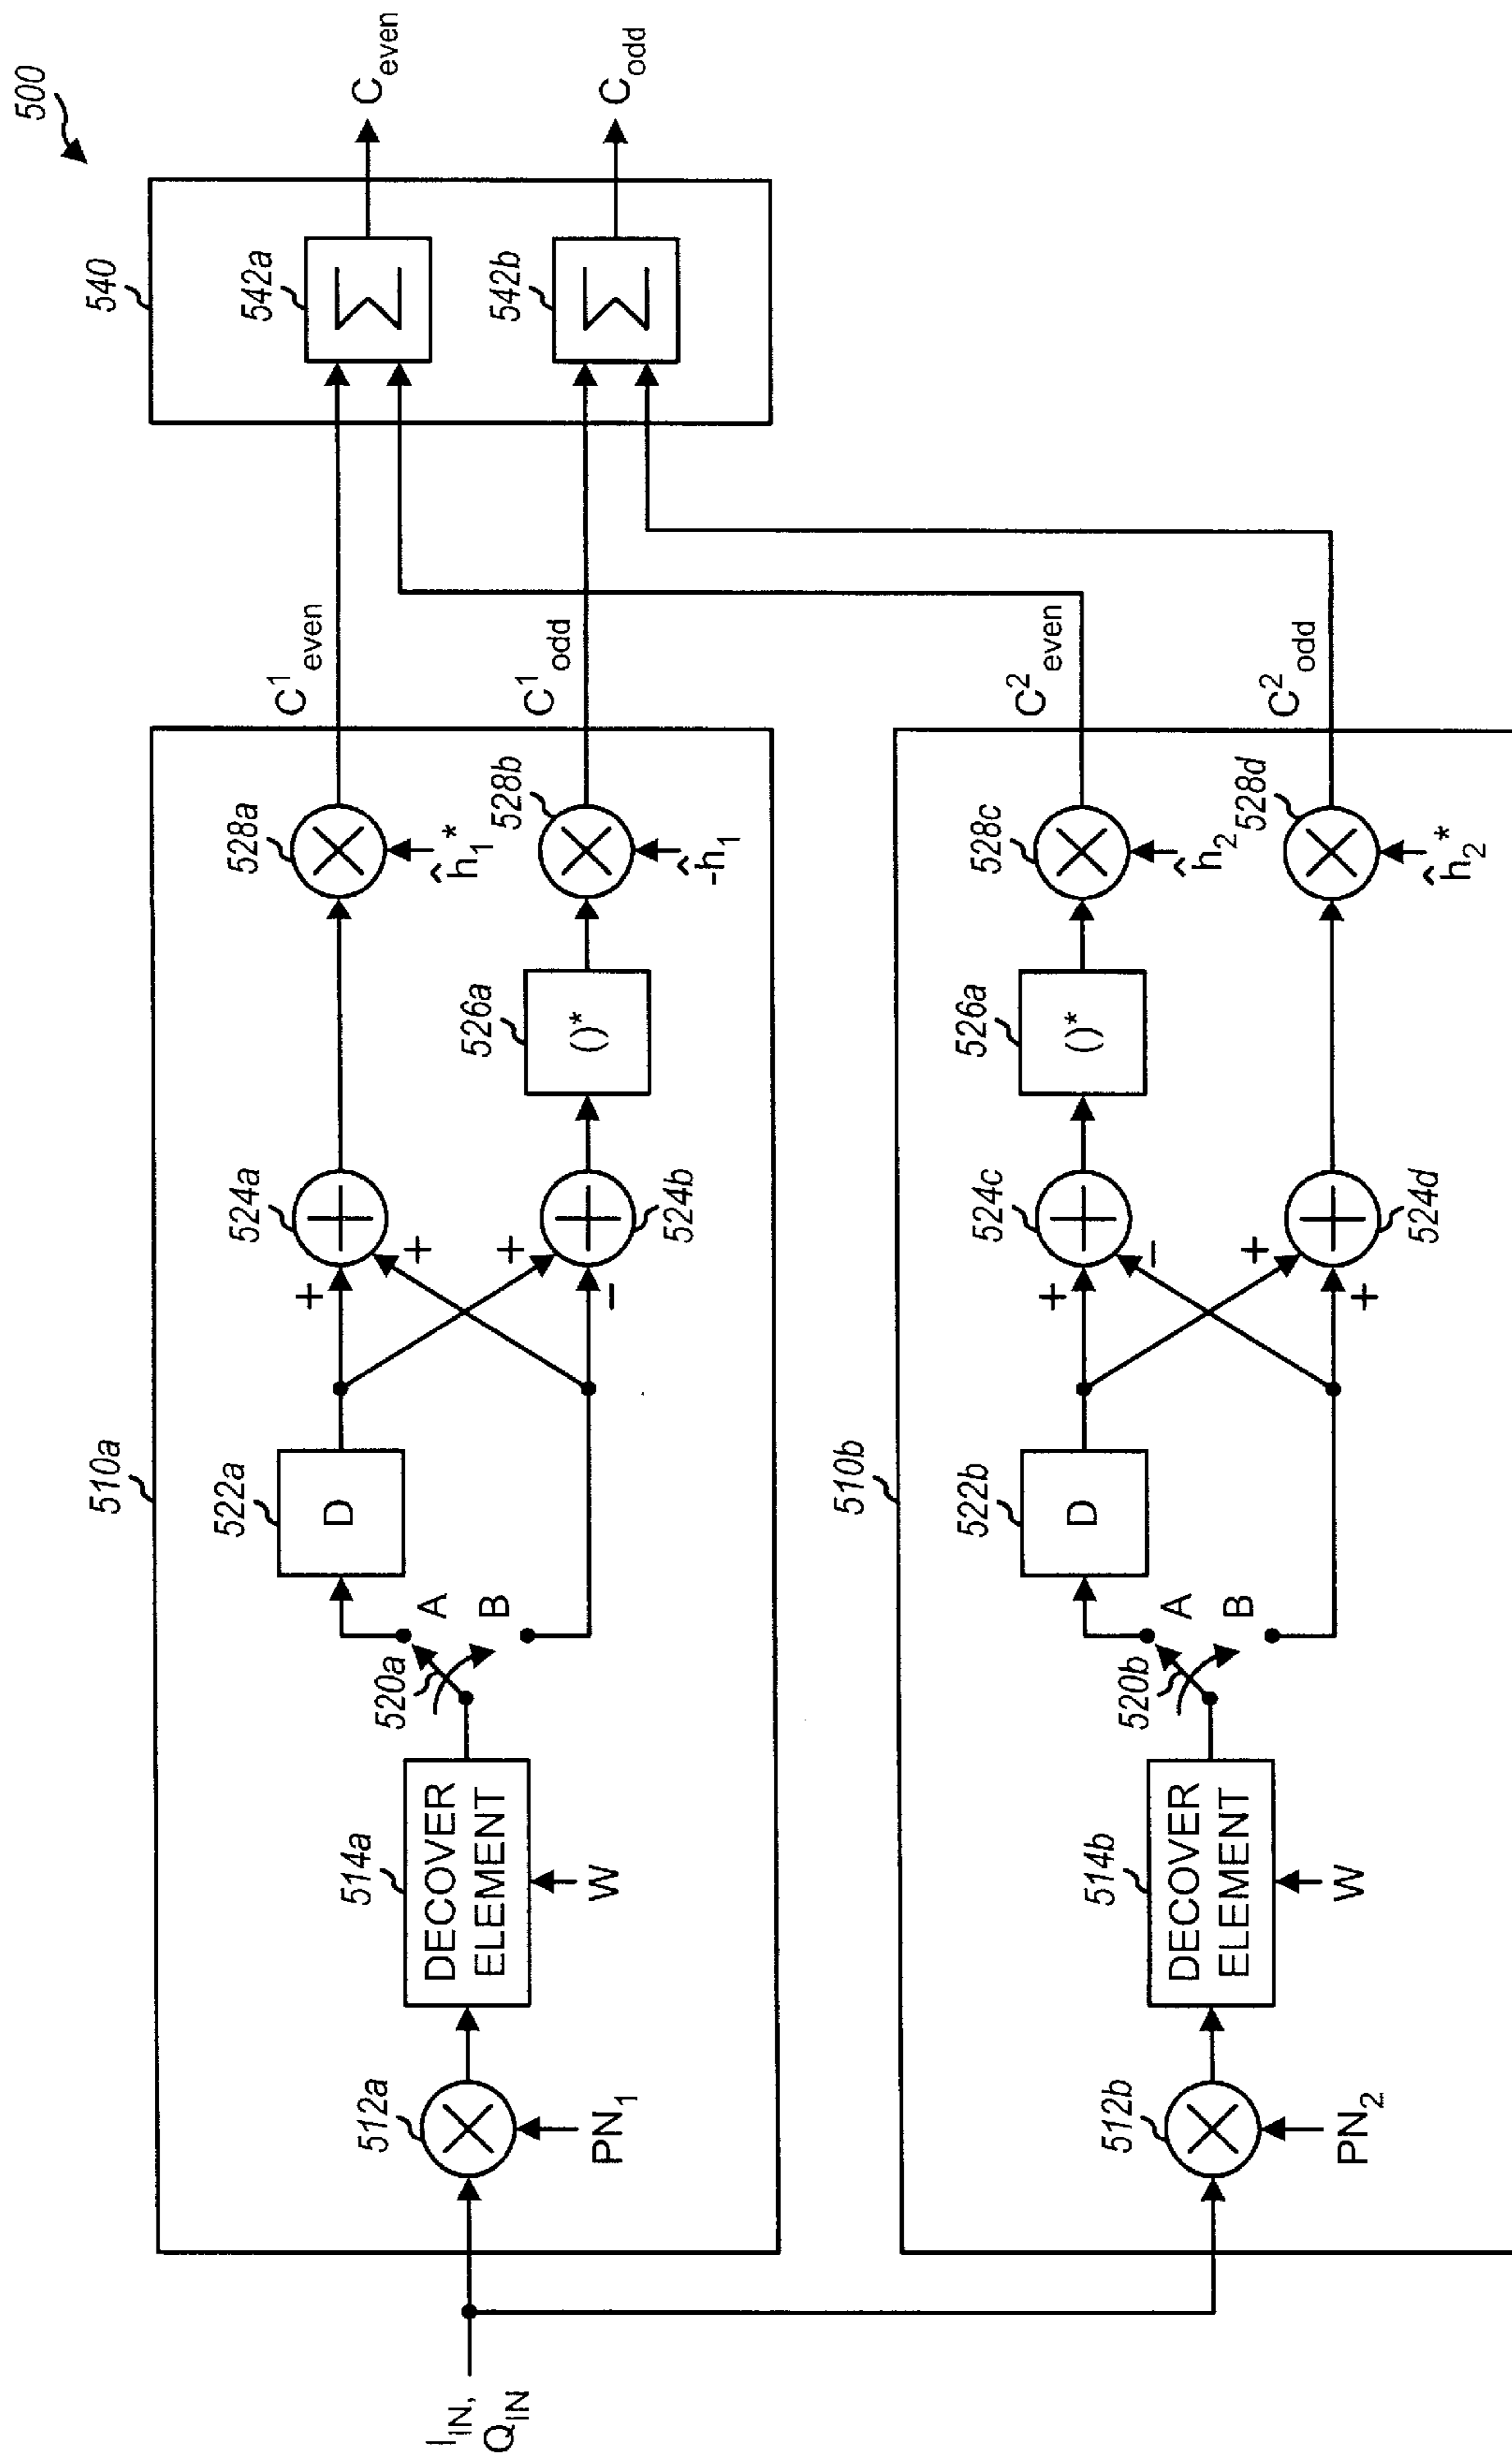 500
I_IN,
Q_IN
510a
512a
PN_1
514a
DECOVER
ELEMENT
W
520a
A
B
522a
D
+
+
+
−
524a
524b
526a
()*
528a
ĥ_1*
528b
-ĥ_1
C^1_even
C^1_odd
510b
512b
PN_2
514b
DECOVER
ELEMENT
W
520b
A
B
522b
D
+
−
+
+
524c
524d
526a
()*
528c
ĥ_2
528d
ĥ_2*
C^2_even
C^2_odd
540
542a
Σ
542b
Σ
C_even
C_odd